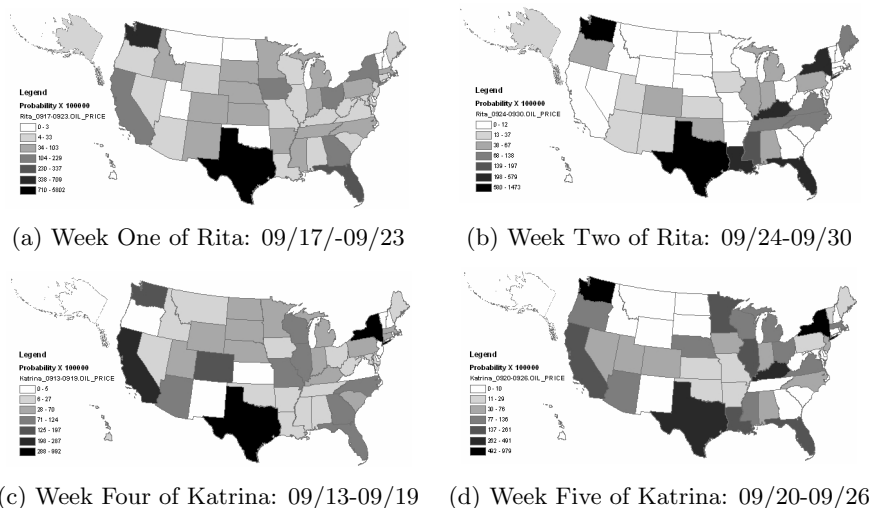 Legend
Probability X 100000
Rita_0917-0923.OIL_PRICE
0 - 3
4 - 33
34 - 103
104 - 229
230 - 337
338 - 709
710 - 5802
(a) Week One of Rita: 09/17/-09/23
Legend
Probability X 100000
Rita_0924-0930.OIL_PRICE
0 - 12
13 - 37
38 - 67
68 - 138
139 - 197
198 - 579
580 - 1473
(b) Week Two of Rita: 09/24-09/30
Legend
Probability X 100000
Katrina_0913-0919.OIL_PRICE
0 - 5
6 - 27
28 - 70
71 - 124
125 - 197
198 - 287
288 - 992
(c) Week Four of Katrina: 09/13-09/19
Legend
Probability X 100000
Katrina_0920-0926.OIL_PRICE
0 - 10
11 - 29
30 - 76
77 - 136
137 - 261
262 - 491
492 - 979
(d) Week Five of Katrina: 09/20-09/26